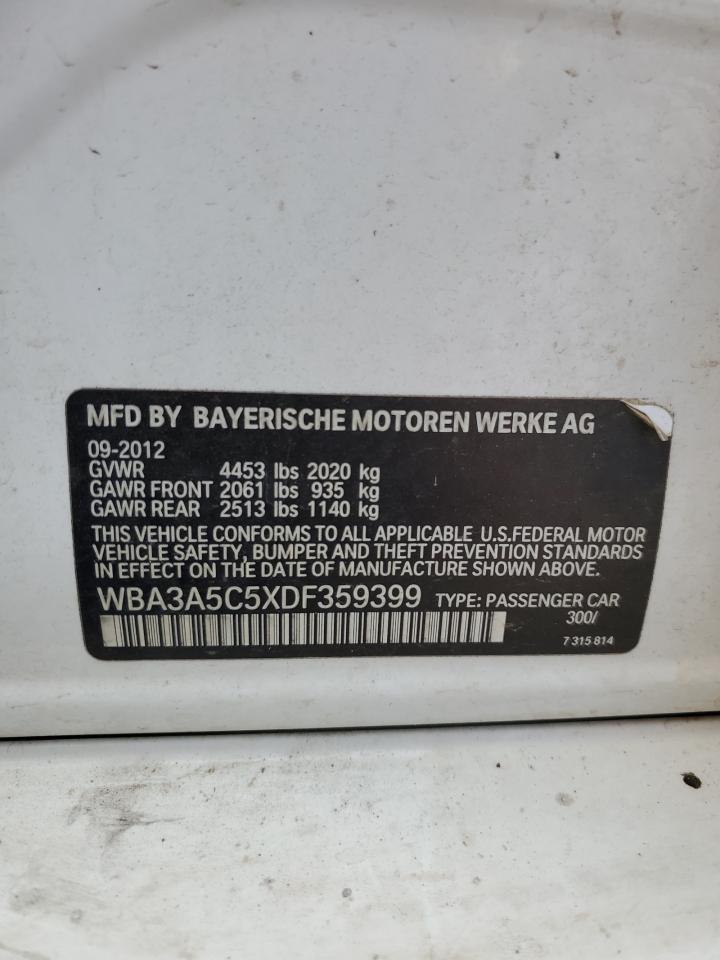 MFD BY BAYERISCHE MOTOREN WERKE AG
09-2012
GVWR 4453 lbs 2020 kg
GAWR FRONT 2061 lbs 935 kg
GAWR REAR 2513 lbs 1140 kg
THIS VEHICLE CONFORMS TO ALL APPLICABLE U.S.FEDERAL MOTOR
VEHICLE SAFETY, BUMPER AND THEFT PREVENTION STANDARDS
IN EFFECT ON THE DATE OF MANUFACTURE SHOWN ABOVE.
WBA3A5C5XDF359399 TYPE: PASSENGER CAR
300/
7 315 814